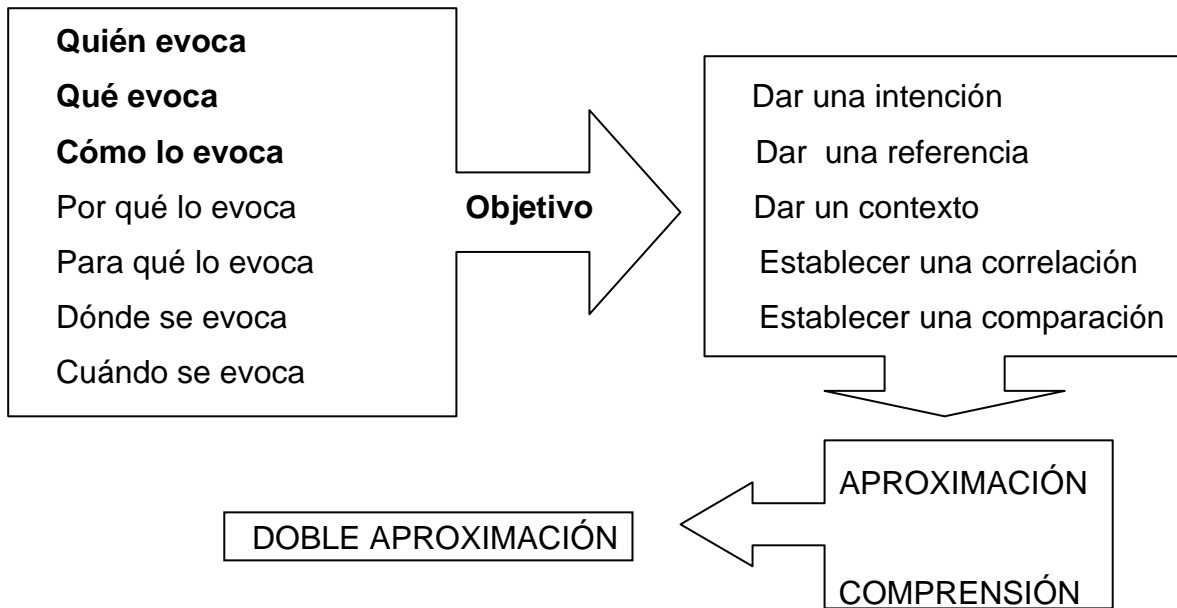 Quién evoca
Qué evoca
Cómo lo evoca
Por qué lo evoca
Para qué lo evoca
Dónde se evoca
Cuándo se evoca
Objetivo
Dar una intención
Dar una referencia
Dar un contexto
Establecer una correlación
Establecer una comparación
APROXIMACIÓN
COMPRENSIÓN
DOBLE APROXIMACIÓN